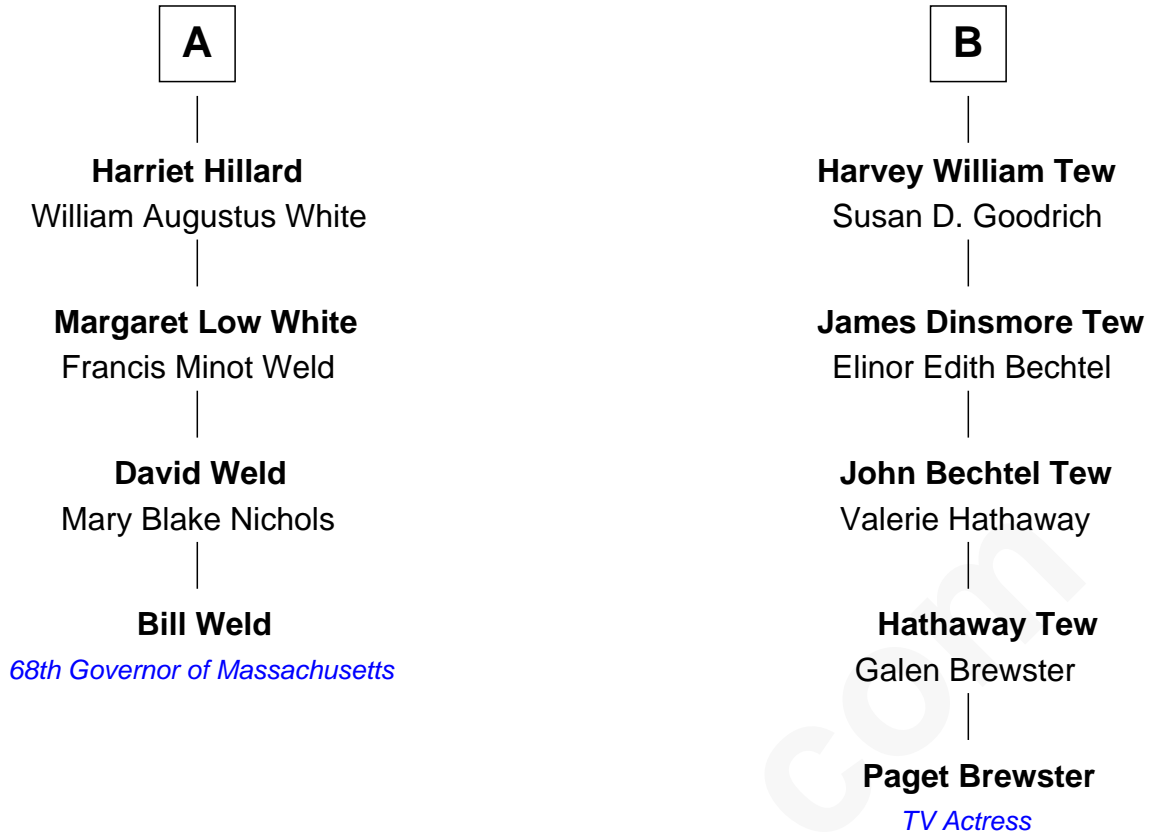 A
Harriet Hillard
William Augustus White
Margaret Low White
Francis Minot Weld
David Weld
Mary Blake Nichols
Bill Weld
68th Governor of Massachusetts
B
Harvey William Tew
Susan D. Goodrich
James Dinsmore Tew
Elinor Edith Bechtel
John Bechtel Tew
Valerie Hathaway
Hathaway Tew
Galen Brewster
Paget Brewster
TV Actress
com